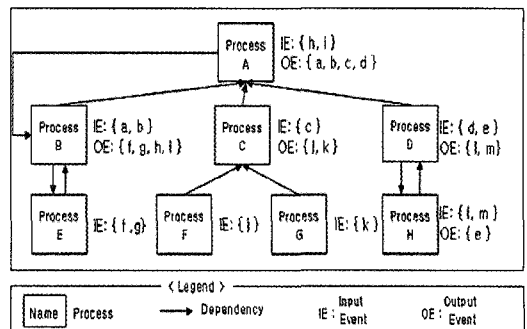 Process A
IE: {h, i}
OE: {a, b, c, d}
Process B
IE: {a, b}
OE: {f, g, h, i}
Process C
IE: {c}
OE: {j, k}
Process D
IE: {d, e}
OE: {l, m}
Process E
IE: {f, g}
Process F
IE: {j}
Process G
IE: {k}
Process H
IE: {l, m}
OE: {e}
< Legend >
Name Process
Dependency
IE : Input Event
OE : Output Event